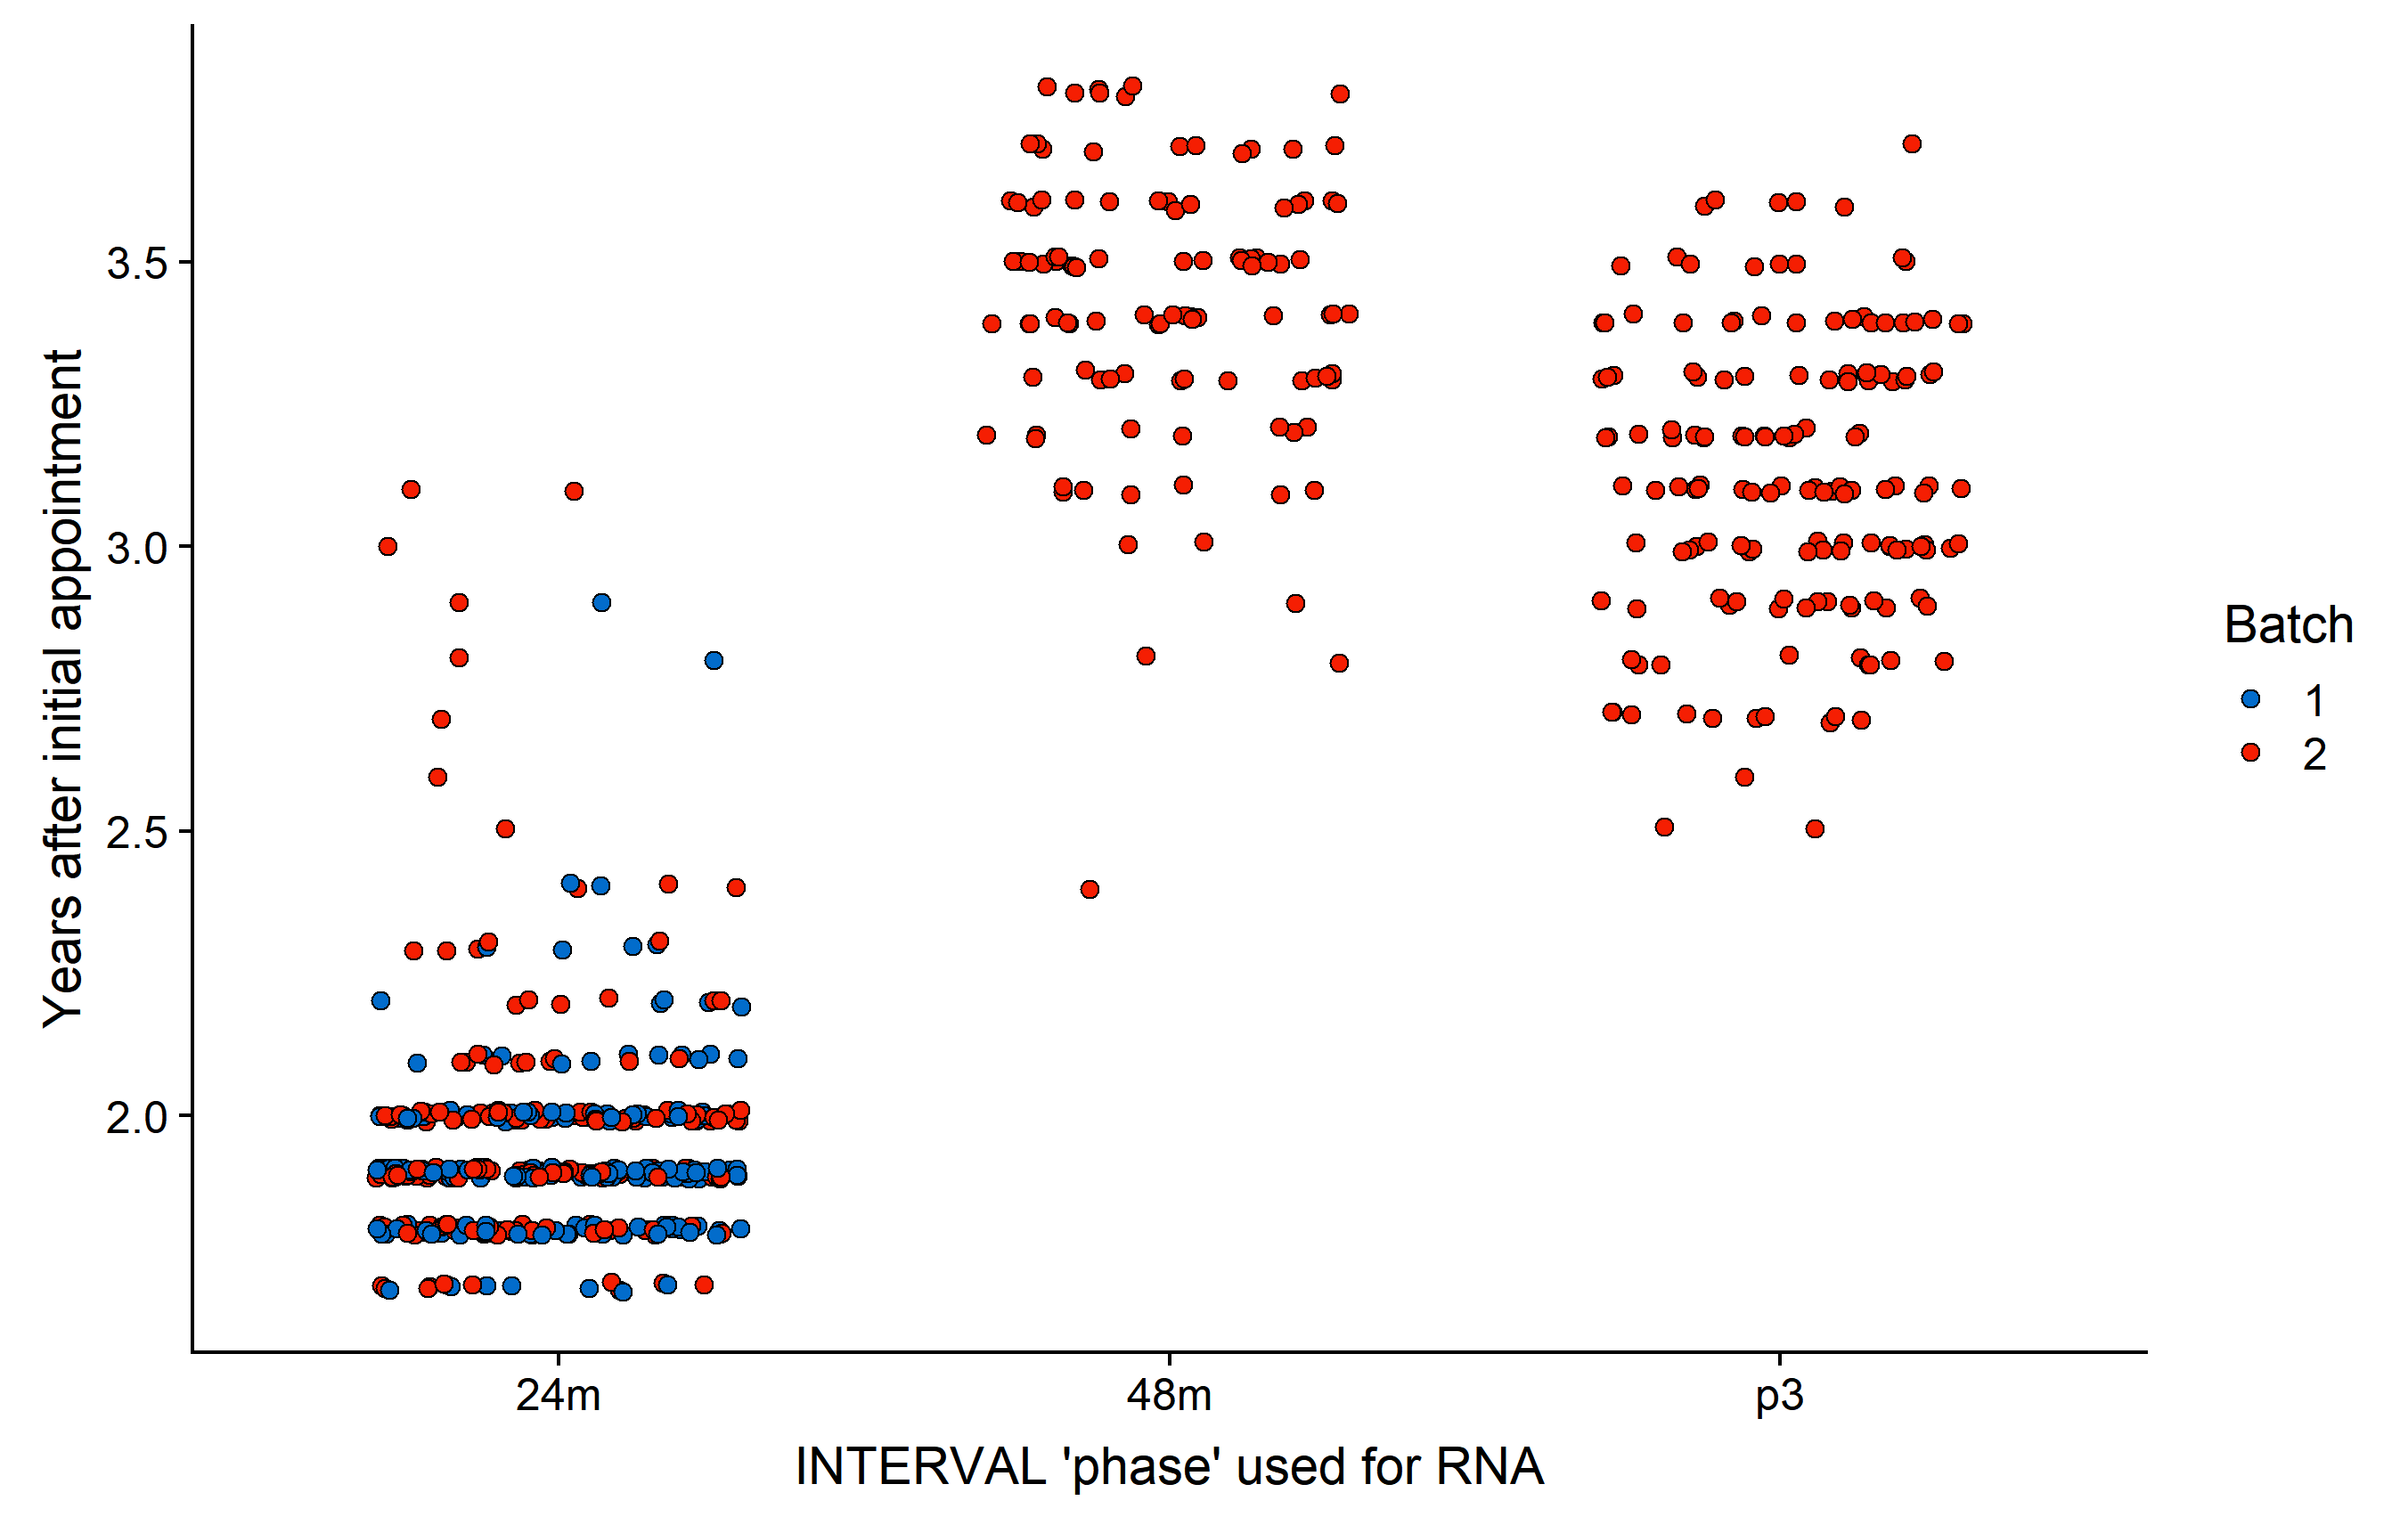 Years after initial appointment
3.5
3.0
2.5
2.0
24m
48m
p3
INTERVAL 'phase' used for RNA
Batch
1
2